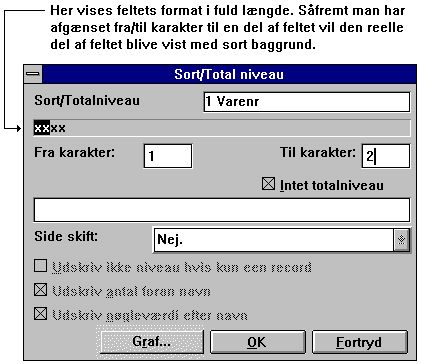 Her vises feltets format i fuld længde. Såfremt man har
afgænset fra/til karakter til en del af feltet vil den reelle
del af feltet blive vist med sort baggrund.
Sort/Total niveau
Sort/Totalniveau 1 Varenr
xxxx
Fra karakter: 1 Til karakter: 2
Intet totalniveau
Side skift: Nej.
Udskriv ikke niveau hvis kun een record
Udskriv antal foran navn
Udskriv nøgleværdi efter navn
Graf... OK Fortryd